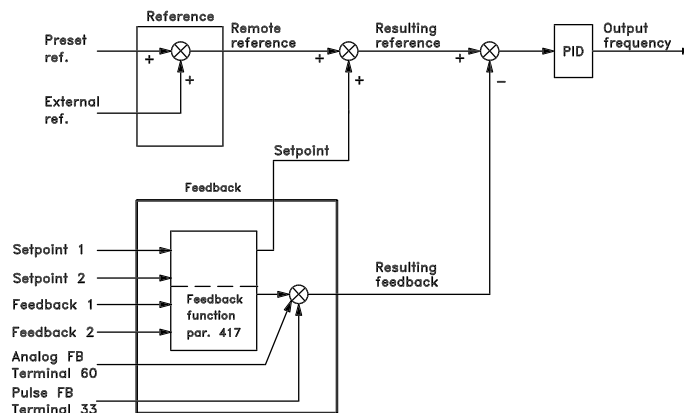 Reference
Preset
ref.
+
+
Remote
reference
+
+
Resulting
reference
+
−
PID
Output
frequency
External
ref.
Setpoint
Feedback
Setpoint 1
Setpoint 2
Feedback 1
Feedback 2
Feedback
function
par. 417
Resulting
feedback
Analog FB
Terminal 60
Pulse FB
Terminal 33